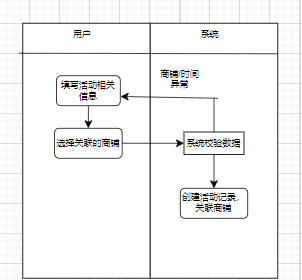 用户
系统
商铺/时间
异常
填写活动相关
信息
选择关联的商铺
系统校验数据
创建活动记录，
关联商铺